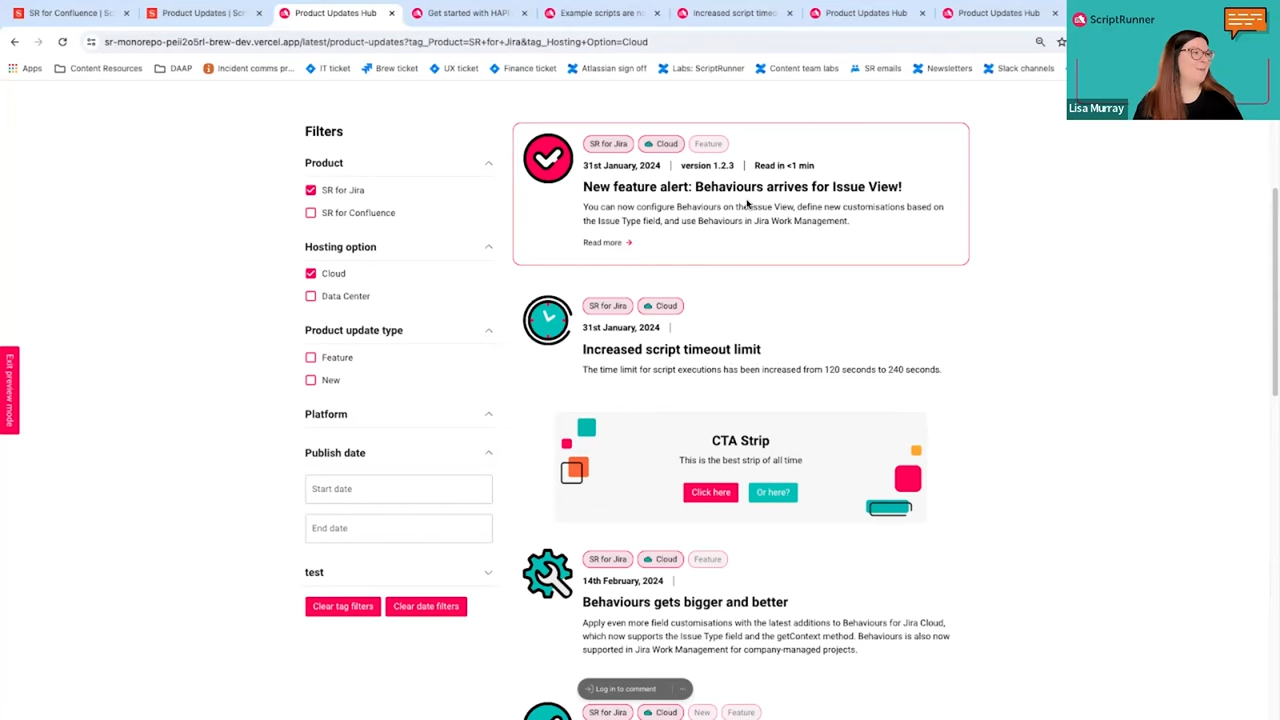 SR for Confluence | Sc
Product Updates | Scr
Product Updates Hub
Get started with HAPI
Example scripts are no
Increased script timeo
Product Updates Hub
Product Updates Hub
sr-monorepo-peii2o5rl-brew-dev.vercel.app/latest/product-updates?tag_Product=SR+for+Jira&tag_Hosting+Option=Cloud
Apps
Content Resources
DAAP
Incident comms pr...
IT ticket
Brew ticket
UX ticket
Finance ticket
Atlassian sign off
Labs: ScriptRunner
Content team labs
SR emails
Newsletters
Slack channels
ScriptRunner
Lisa Murray
Exit preview mode
Filters
Product
SR for Jira
SR for Confluence
Hosting option
Cloud
Data Center
Product update type
Feature
New
Platform
Publish date
Start date
End date
test
Clear tag filters
Clear date filters
SR for Jira
Cloud
Feature
31st January, 2024 | version 1.2.3 | Read in <1 min
New feature alert: Behaviours arrives for Issue View!
You can now configure Behaviours on the Issue View, define new customisations based on
the Issue Type field, and use Behaviours in Jira Work Management.
Read more →
SR for Jira
Cloud
31st January, 2024 |
Increased script timeout limit
The time limit for script executions has been increased from 120 seconds to 240 seconds.
CTA Strip
This is the best strip of all time
Click here
Or here?
SR for Jira
Cloud
Feature
14th February, 2024 |
Behaviours gets bigger and better
Apply even more field customisations with the latest additions to Behaviours for Jira Cloud,
which now supports the Issue Type field and the getContext method. Behaviours is also now
supported in Jira Work Management for company-managed projects.
Log in to comment
SR for Jira
Cloud
New
Feature